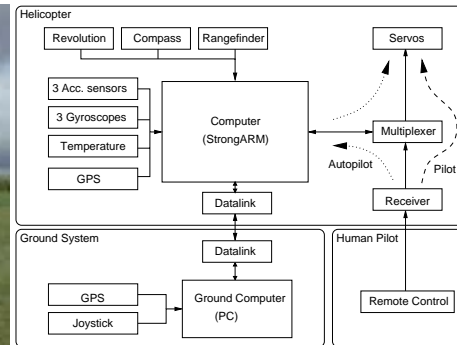 Helicopter
Revolution
Compass
Rangefinder
Servos
3 Acc. sensors
3 Gyroscopes
Temperature
GPS
Computer
(StrongARM)
Multiplexer
Autopilot
Pilot
Datalink
Receiver
Ground System
Datalink
Human Pilot
GPS
Joystick
Ground Computer
(PC)
Remote Control